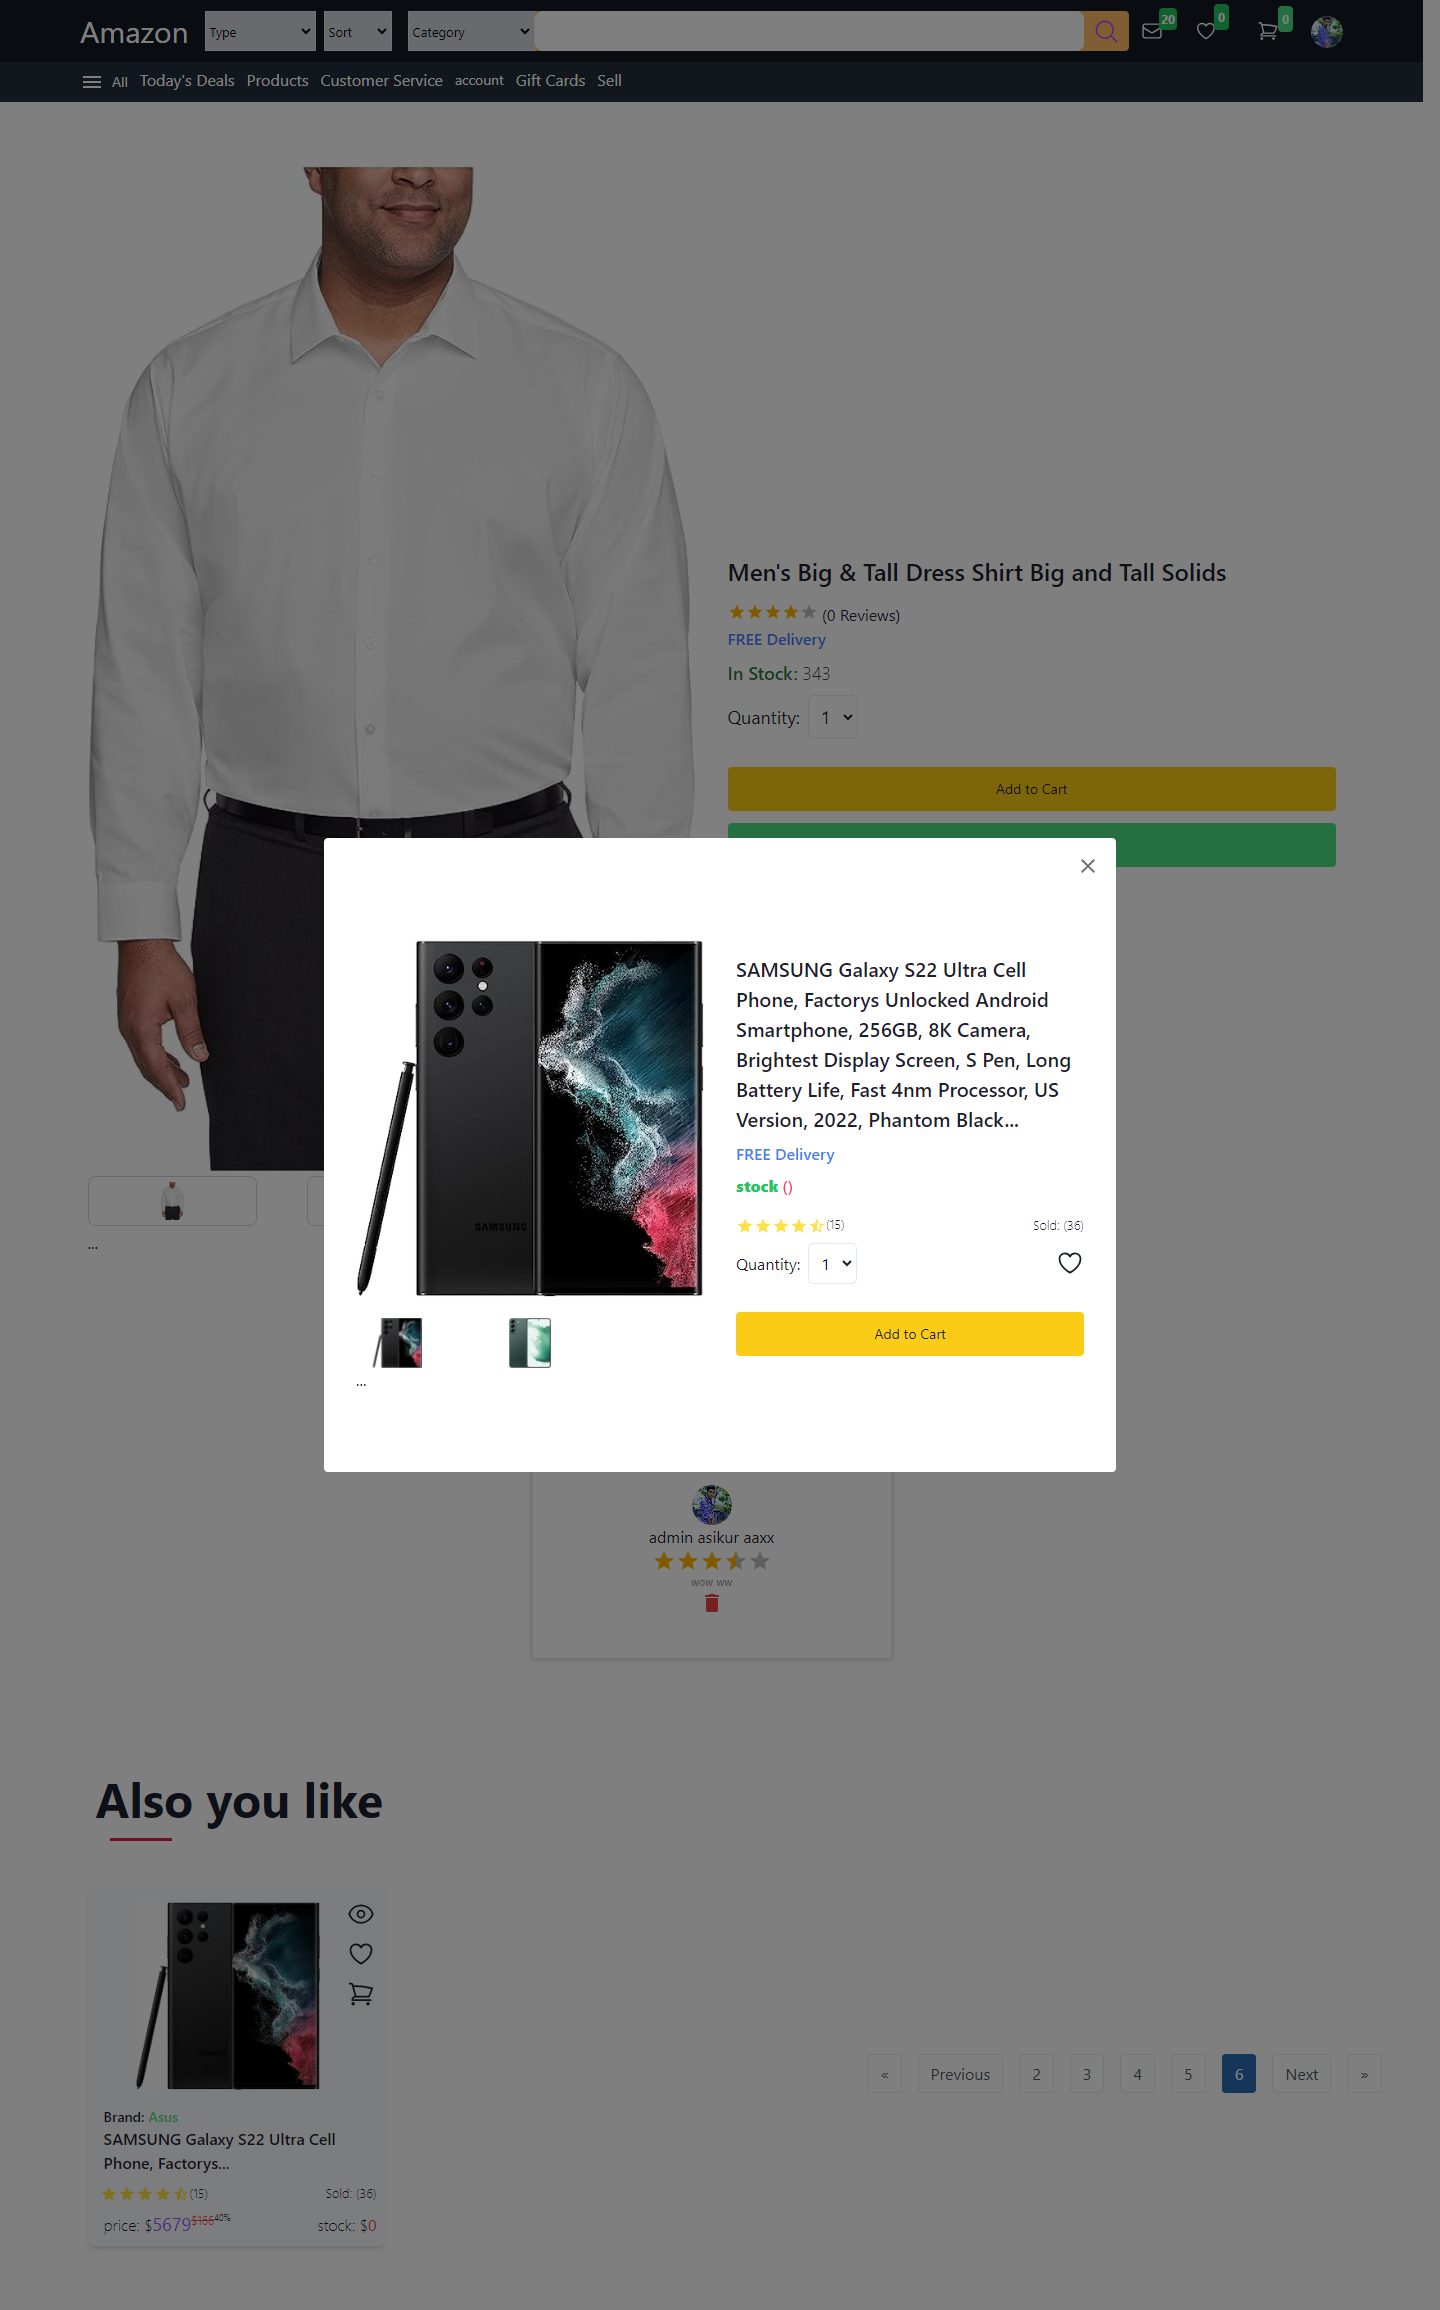 Amazon
Type
Sort
Category
20
0
0
All Today's Deals Products Customer Service account Gift Cards Sell
Men's Big & Tall Dress Shirt Big and Tall Solids
(0 Reviews)
FREE Delivery
In Stock: 343
Quantity: 1
Add to Cart
...
SAMSUNG Galaxy S22 Ultra Cell
Phone, Factorys Unlocked Android
Smartphone, 256GB, 8K Camera,
Brightest Display Screen, S Pen, Long
Battery Life, Fast 4nm Processor, US
Version, 2022, Phantom Black...
FREE Delivery
stock ()
(15) Sold: (36)
Quantity: 1
Add to Cart
SAMSUNG
...
admin asikur aaxx
wow ww
Also you like
Brand: Asus
SAMSUNG Galaxy S22 Ultra Cell
Phone, Factorys...
(15) Sold: (36)
price: $5679 $166 40% stock: $0
« Previous 2 3 4 5 6 Next »